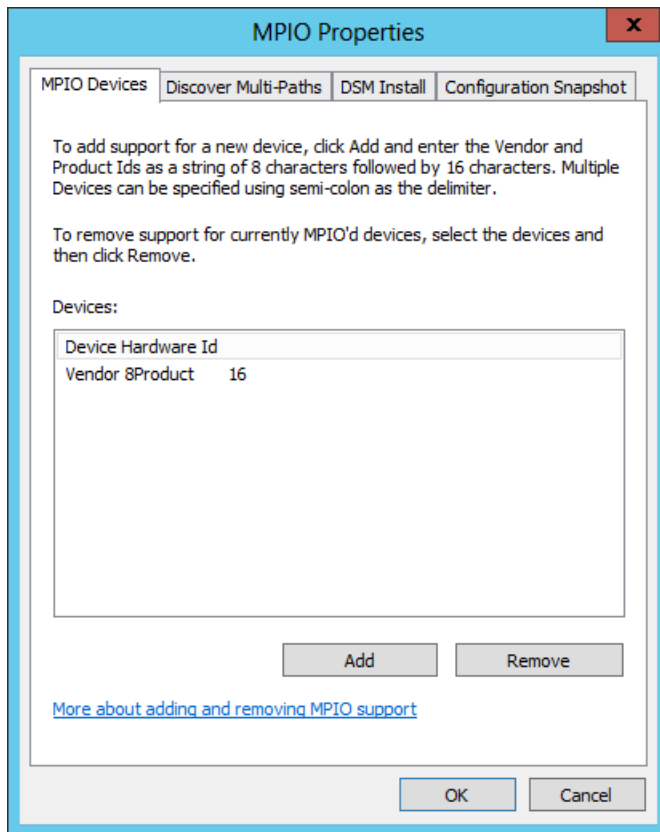 MPIO Properties
x
MPIO Devices
Discover Multi-Paths
DSM Install
Configuration Snapshot
To add support for a new device, click Add and enter the Vendor and
Product Ids as a string of 8 characters followed by 16 characters. Multiple
Devices can be specified using semi-colon as the delimiter.
To remove support for currently MPIO'd devices, select the devices and
then click Remove.
Devices:
Device Hardware Id
Vendor 8Product 16
Add
Remove
More about adding and removing MPIO support
OK
Cancel